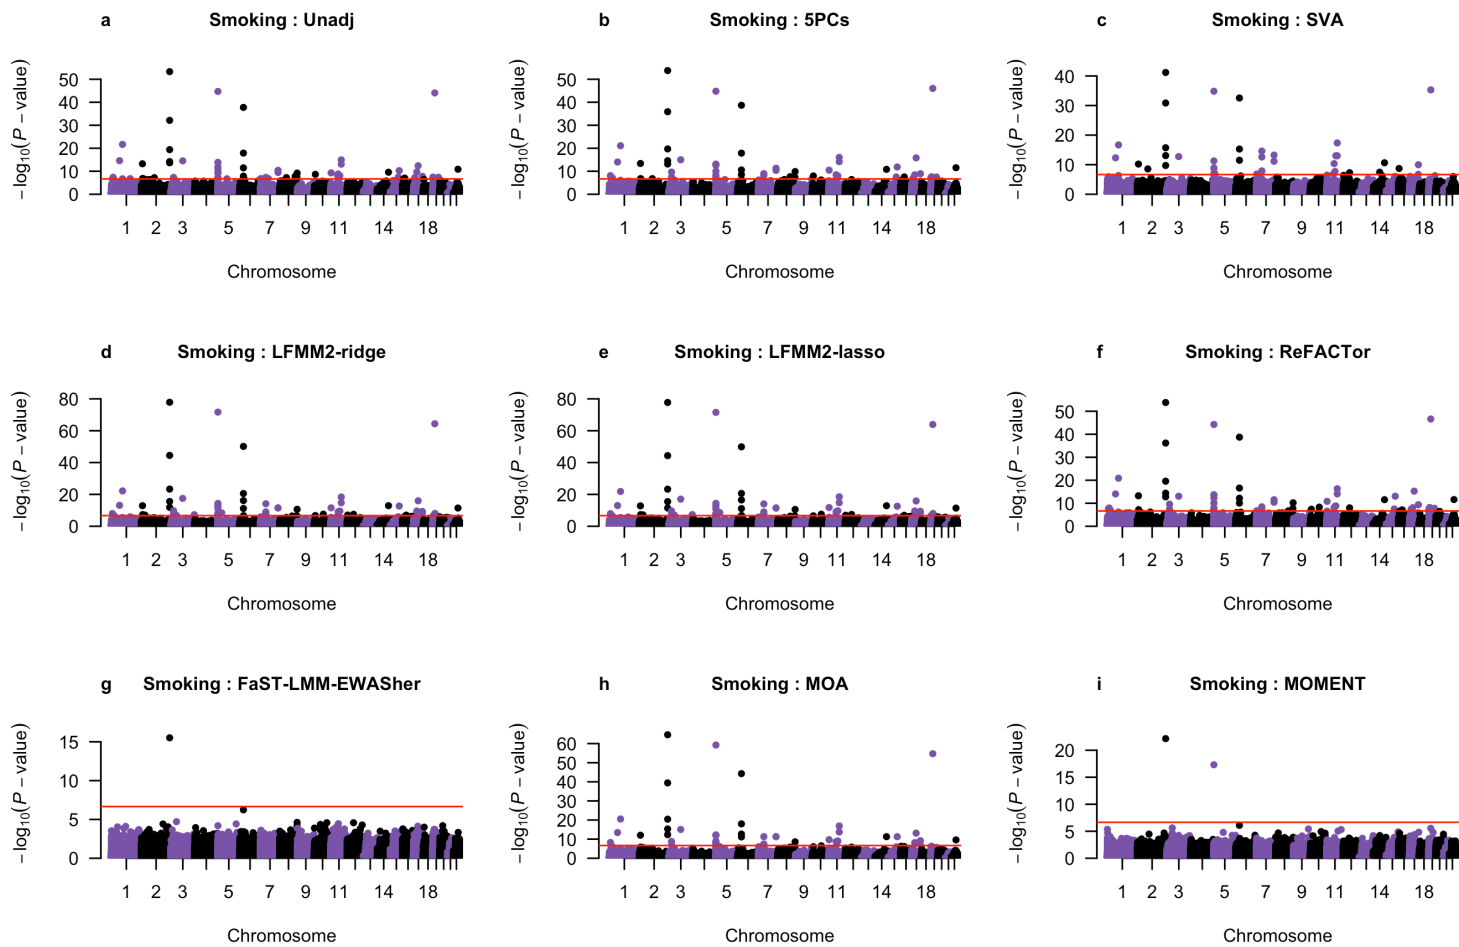 a Smoking : Unadj
− log10(P − value)
50
40
30
20
10
0
1 2 3 5 7 9 11 14 18
Chromosome
b Smoking : 5PCs
− log10(P − value)
50
40
30
20
10
0
1 2 3 5 7 9 11 14 18
Chromosome
c Smoking : SVA
− log10(P − value)
40
30
20
10
0
1 2 3 5 7 9 11 14 18
Chromosome
d Smoking : LFMM2-ridge
− log10(P − value)
80
60
40
20
0
1 2 3 5 7 9 11 14 18
Chromosome
e Smoking : LFMM2-lasso
− log10(P − value)
80
60
40
20
0
1 2 3 5 7 9 11 14 18
Chromosome
f Smoking : ReFACTor
− log10(P − value)
50
40
30
20
10
0
1 2 3 5 7 9 11 14 18
Chromosome
g Smoking : FaST-LMM-EWASher
− log10(P − value)
15
10
5
0
1 2 3 5 7 9 11 14 18
Chromosome
h Smoking : MOA
− log10(P − value)
60
50
40
30
20
10
0
1 2 3 5 7 9 11 14 18
Chromosome
i Smoking : MOMENT
− log10(P − value)
20
15
10
5
0
1 2 3 5 7 9 11 14 18
Chromosome